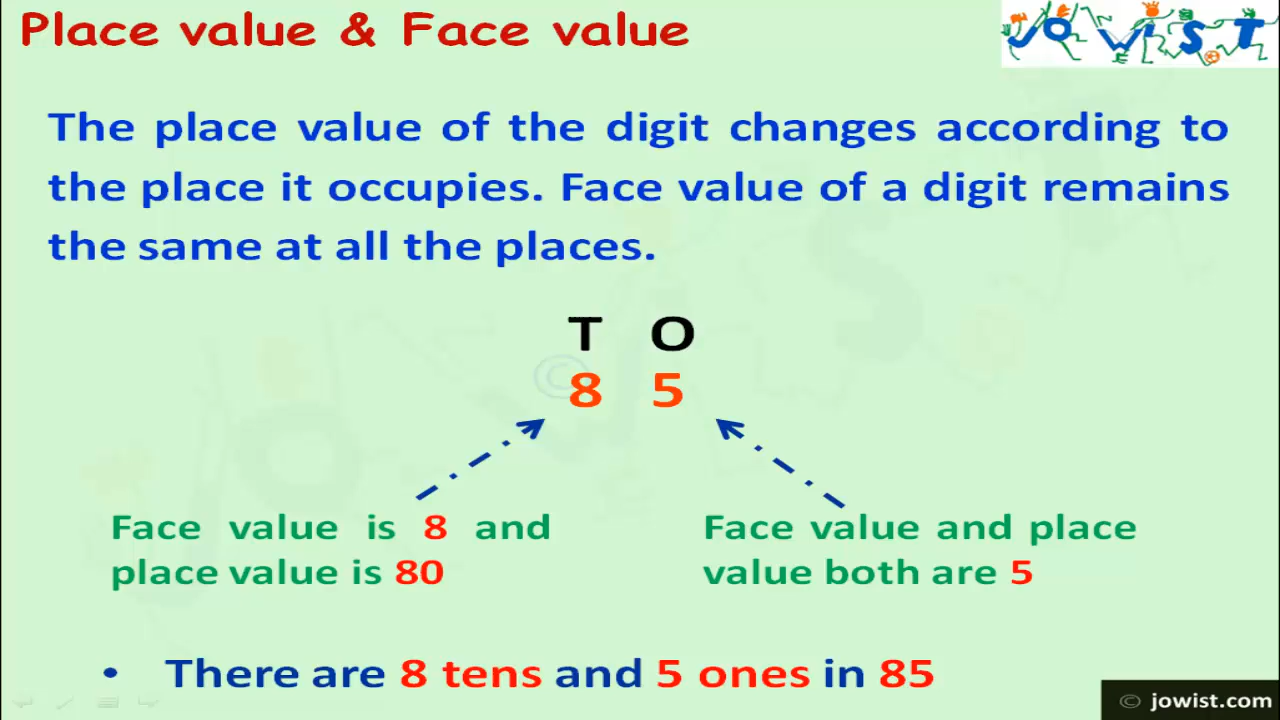 Place value & Face value
JOWIST
The place value of the digit changes according to
the place it occupies. Face value of a digit remains
the same at all the places.
T O
8 5
Face value is 8 and
place value is 80
Face value and place
value both are 5
• There are 8 tens and 5 ones in 85
© jowist.com